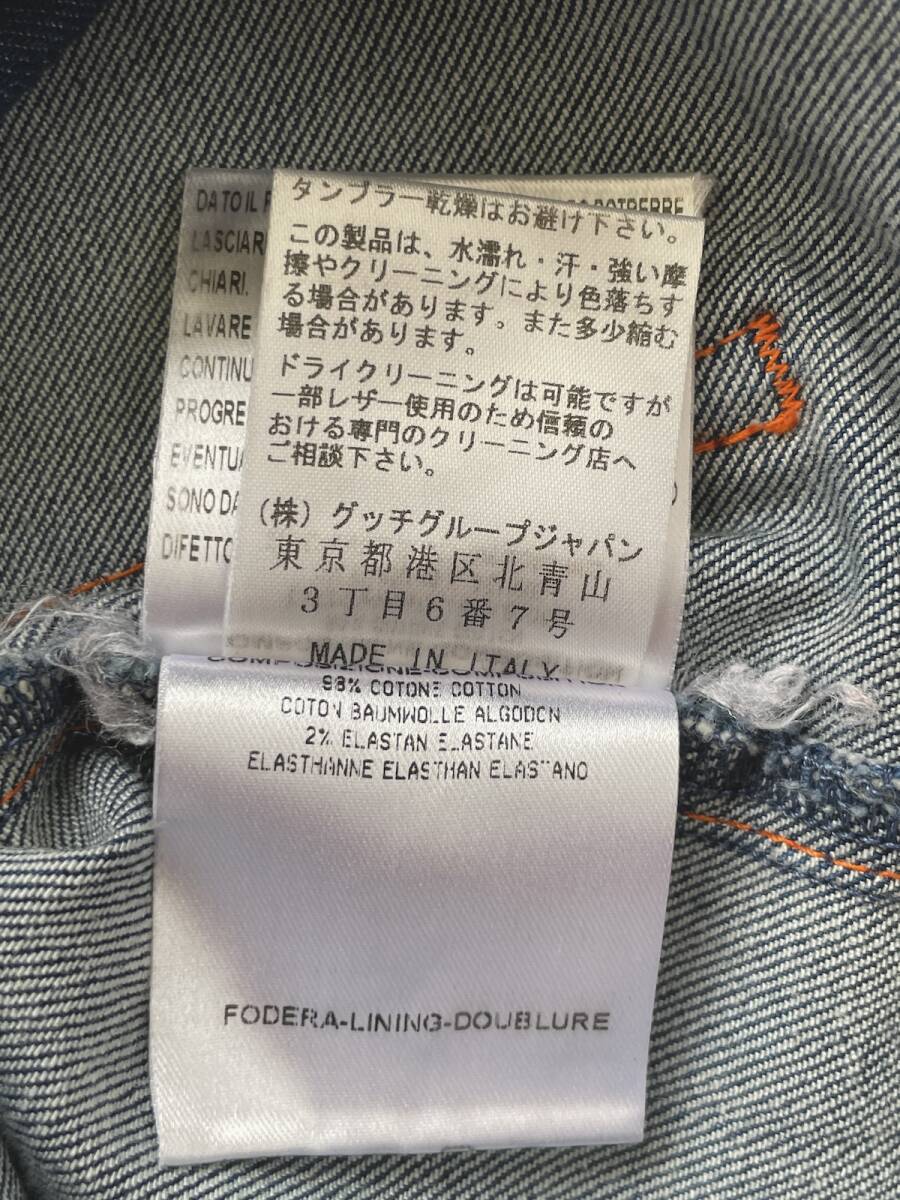 DATO IL
LASCIAR
CHIARI.
LAVARE
CONTINU
PROGRE
EVENTUA
SONO DA
DIFETTO
POTREBBE
タンブラー乾燥はお避け下さい。
この製品は、水濡れ・汗・強い摩
擦やクリーニングにより色落ちす
る場合があります。また多少縮む
場合があります。
ドライクリーニングは可能ですが
一部レザー使用のため信頼の
おける専門のクリーニング店へ
ご相談下さい。
(株) グッチグループジャパン
東京都港区北青山
3丁目6番7号
MADE IN ITALY
98% COTONE COTTON
COTON BAUMWOLLE ALGODON
2% ELASTAN ELASTANE
ELASTHANNE ELASTHAN ELASTANO
FODERA-LINING-DOUBLURE